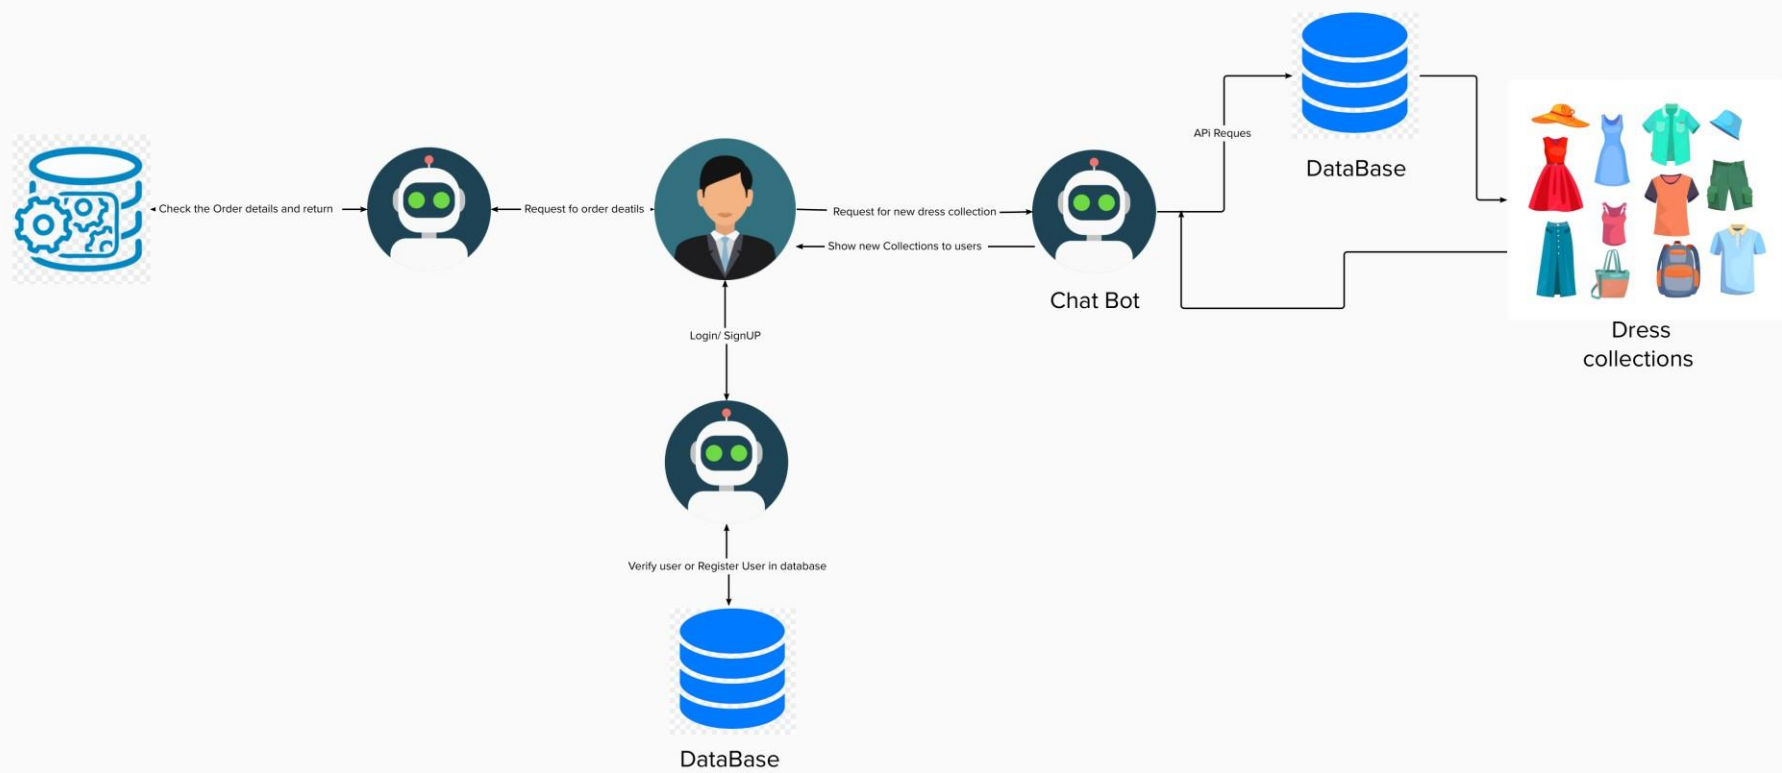 APi Reques
DataBase
Check the Order details and return
Request fo order deatils
Request for new dress collection
Show new Collections to users
Chat Bot
Dress
collections
Login/ SignUP
Verify user or Register User in database
DataBase